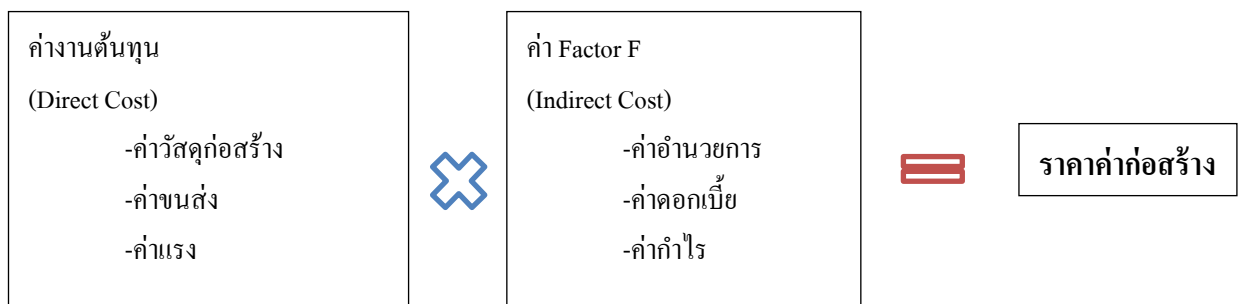 ค่างานต้นทุน
(Direct Cost)
-ค่าวัสดุก่อสร้าง
-ค่าขนส่ง
-ค่าแรง
ค่า Factor F
(Indirect Cost)
-ค่าอำนวยการ
-ค่าดอกเบี้ย
-ค่ากำไร
ราคาค่าก่อสร้าง